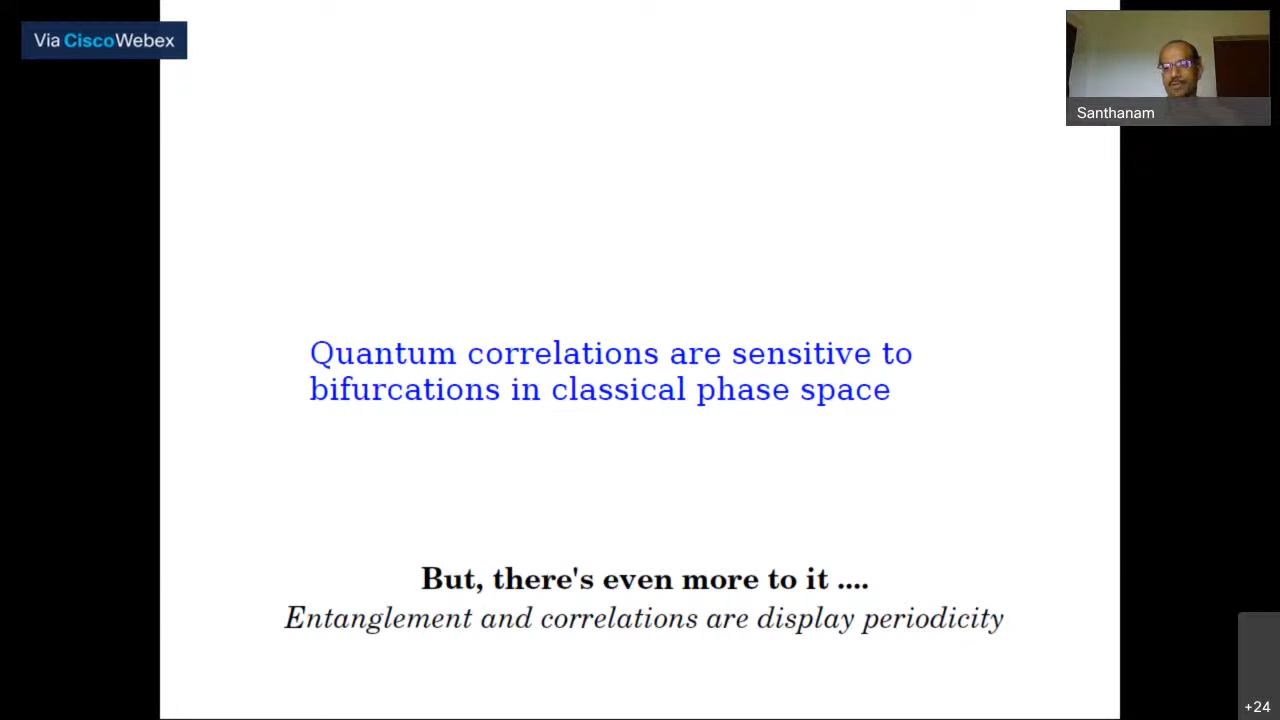 Via CiscoWebex
Santhanam
Quantum correlations are sensitive to
bifurcations in classical phase space
But, there's even more to it ....
Entanglement and correlations are display periodicity
+24